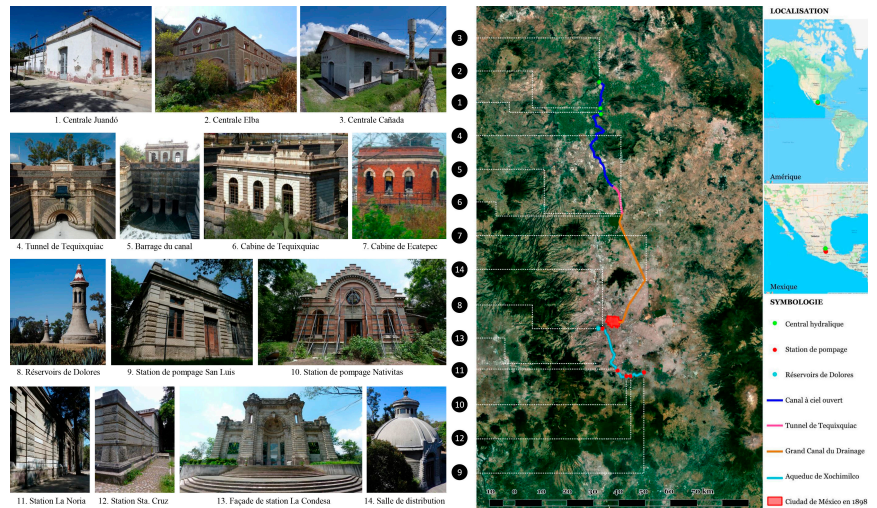 1. Centrale Juandó
2. Centrale Elba
3. Centrale Cañada
4. Tunnel de Tequixquiac
5. Barrage du canal
6. Cabine de Tequixquiac
7. Cabine de Ecatepec
8. Réservoirs de Dolores
9. Station de pompage San Luis
10. Station de pompage Nativitas
11. Station La Noria
12. Station Sta. Cruz
13. Façade de station La Condesa
14. Salle de distribution
3
2
1
4
5
6
7
14
8
13
11
10
12
9
10 0 10 20 30 40 50 60 70 km
LOCALISATION
Amérique
Mexique
SYMBOLOGIE
Central hydralique
Station de pompage
Réservoirs de Dolores
Canal à ciel ouvert
Tunnel de Tequixquiac
Grand Canal du Drainage
Aqueduc de Xochimilco
Ciudad de México en 1898